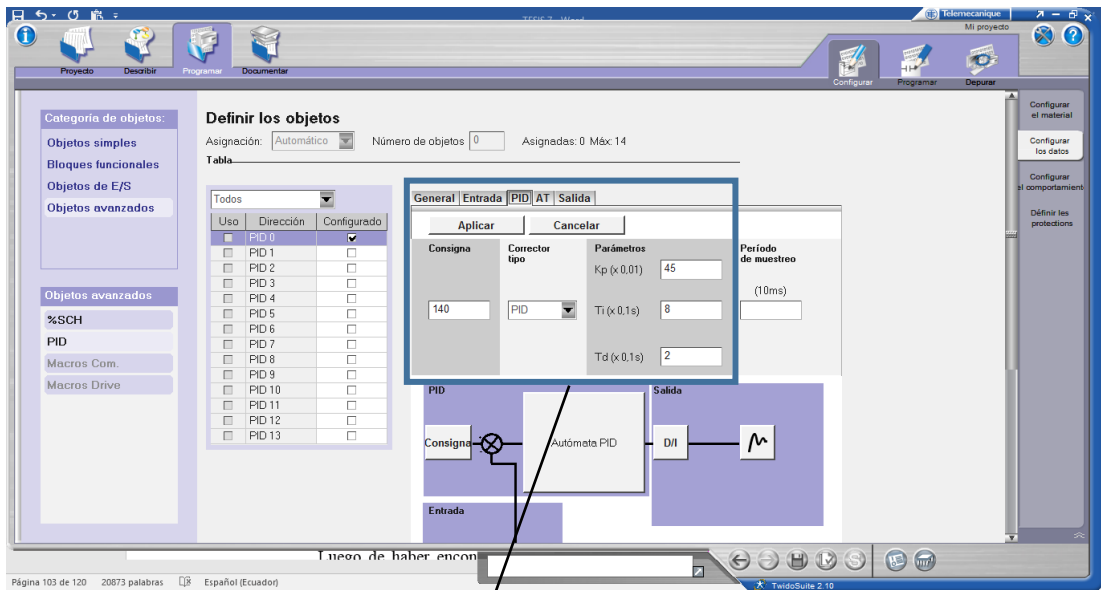 TESIS 7 - Word
Telemecanique
Mi proyecto
Proyecto
Describir
Programar
Documentar
Configurar
Programar
Depurar
Categoría de objetos:
Objetos simples
Bloques funcionales
Objetos de E/S
Objetos avanzados
Objetos avanzados
%SCH
PID
Macros Com.
Macros Drive
Definir los objetos
Asignación: Automático Número de objetos 0 Asignadas: 0 Máx: 14
Tabla
Todos
Uso Dirección Configurado
PID 0
PID 1
PID 2
PID 3
PID 4
PID 5
PID 6
PID 7
PID 8
PID 9
PID 10
PID 11
PID 12
PID 13
General Entrada PID AT Salida
Aplicar Cancelar
Consigna
140
Corrector
tipo
PID
Parámetros
Kp (x 0,01) 45
Ti (x 0,1s) 8
Td (x 0,1s) 2
Período
de muestreo
(10ms)
PID
Salida
Consigna
Autómata PID
D/I
Entrada
Configurar
el material
Configurar
los datos
Configurar
el comportamient
Définir les
protections
Luego de haber encon
Página 103 de 120 20873 palabras Español (Ecuador)
TwidoSuite 2.10